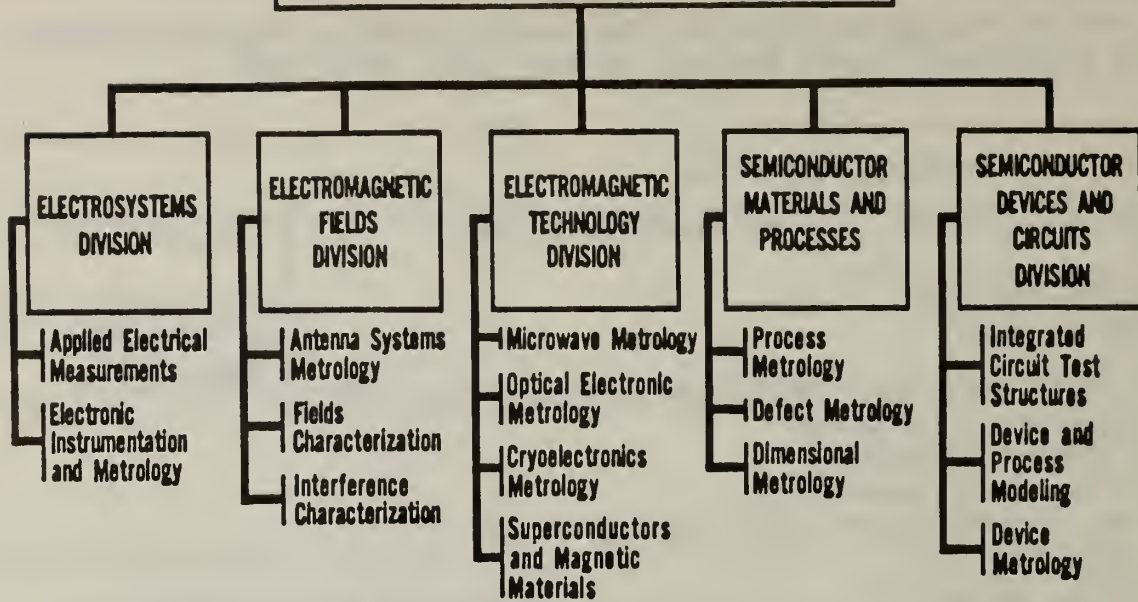 ELECTROSYSTEMS
DIVISION
Applied Electrical
Measurements
Electronic
Instrumentation
and Metrology
ELECTROMAGNETIC
FIELDS
DIVISION
Antenna Systems
Metrology
Fields
Characterization
Interference
Characterization
ELECTROMAGNETIC
TECHNOLOGY
DIVISION
Microwave Metrology
Optical Electronic
Metrology
Cryoelectronics
Metrology
Superconductors
and Magnetic
Materials
SEMICONDUCTOR
MATERIALS AND
PROCESSES
Process
Metrology
Defect Metrology
Dimensional
Metrology
SEMICONDUCTOR
DEVICES AND
CIRCUITS
DIVISION
Integrated
Circuit Test
Structures
Device and
Process
Modeling
Device
Metrology